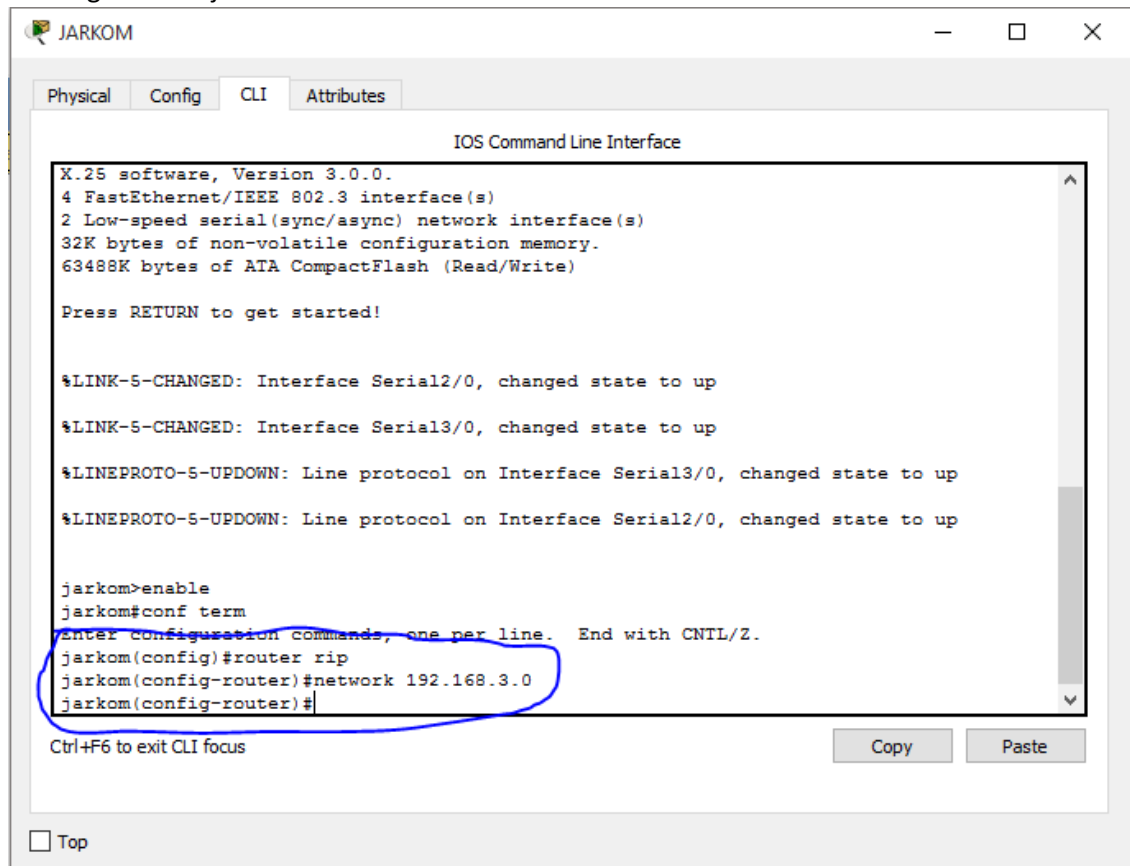 JARKOM
Physical Config CLI Attributes
IOS Command Line Interface
X.25 software, Version 3.0.0.
4 FastEthernet/IEEE 802.3 interface(s)
2 Low-speed serial(sync/async) network interface(s)
32K bytes of non-volatile configuration memory.
63488K bytes of ATA CompactFlash (Read/Write)
Press RETURN to get started!
%LINK-5-CHANGED: Interface Serial2/0, changed state to up
%LINK-5-CHANGED: Interface Serial3/0, changed state to up
%LINEPROTO-5-UPDOWN: Line protocol on Interface Serial3/0, changed state to up
%LINEPROTO-5-UPDOWN: Line protocol on Interface Serial2/0, changed state to up
jarkom>enable
jarkom#conf term
Enter configuration commands, one per line. End with CNTL/Z.
jarkom(config)#router rip
jarkom(config-router)#network 192.168.3.0
jarkom(config-router)#
Ctrl+F6 to exit CLI focus
Copy Paste
Top